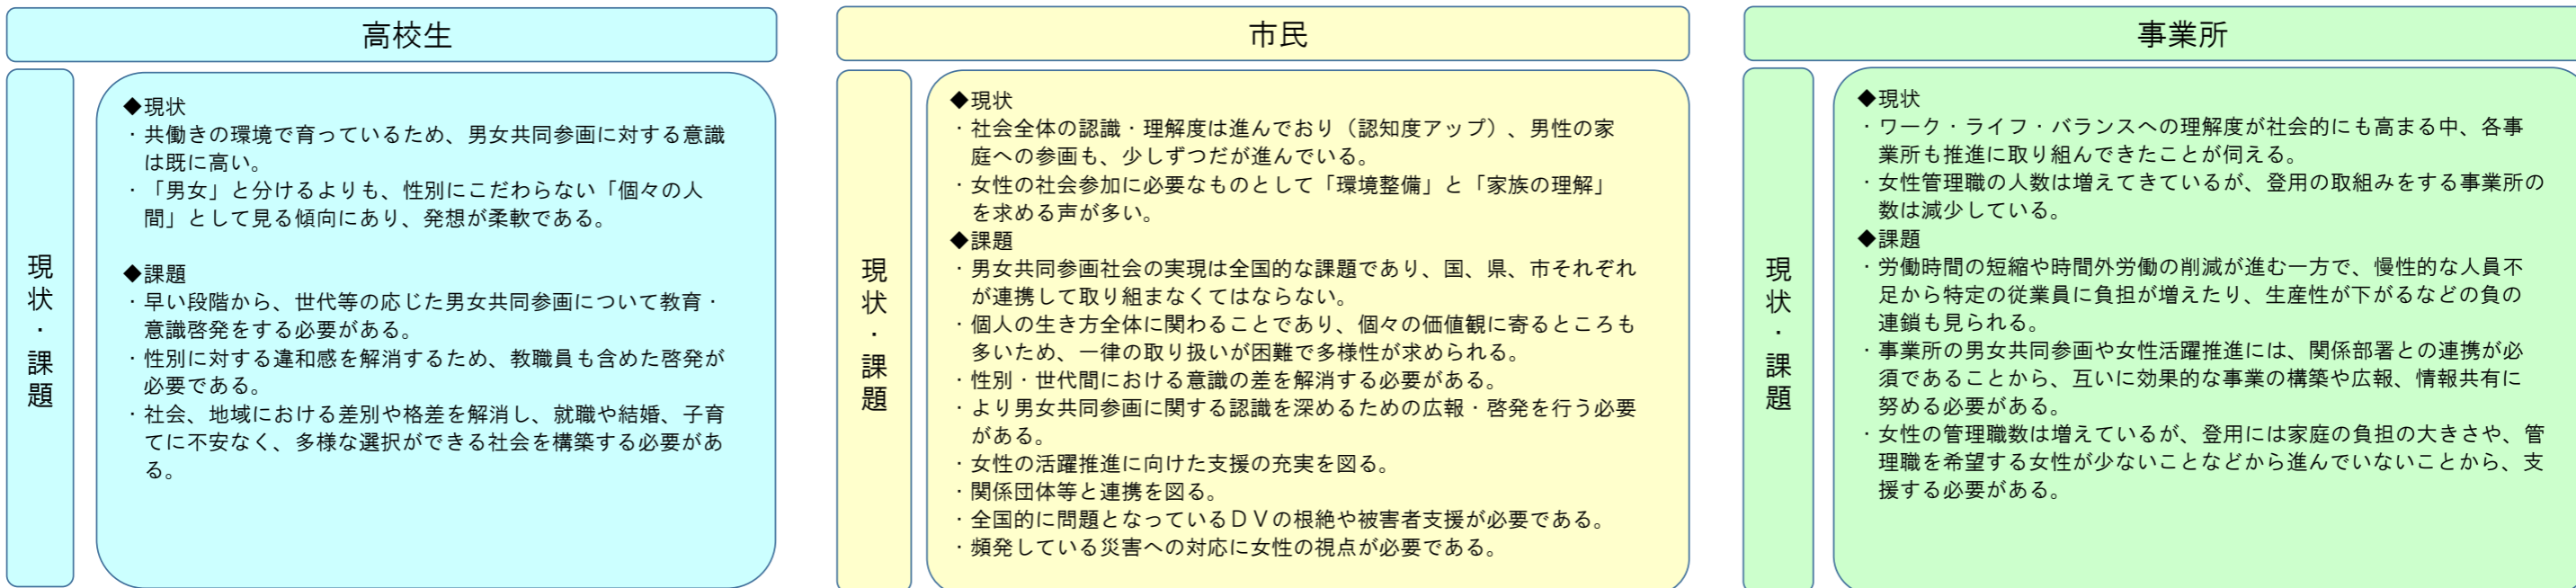 高校生
現状・課題
◆現状
・共働きの環境で育っているため、男女共同参画に対する意識
は既に高い。
・「男女」と分けるよりも、性別にこだわらない「個々の人
間」として見る傾向にあり、発想が柔軟である。
◆課題
・早い段階から、世代等の応じた男女共同参画について教育・
意識啓発をする必要がある。
・性別に対する違和感を解消するため、教職員も含めた啓発が
必要である。
・社会、地域における差別や格差を解消し、就職や結婚、子育
てに不安なく、多様な選択ができる社会を構築する必要があ
る。
市民
現状・課題
◆現状
・社会全体の認識・理解度は進んでおり（認知度アップ）、男性の家
庭への参画も、少しずつだが進んでいる。
・女性の社会参加に必要なものとして「環境整備」と「家族の理解」
を求める声が多い。
◆課題
・男女共同参画社会の実現は全国的な課題であり、国、県、市それぞれ
が連携して取り組まなくてはならない。
・個人の生き方全体に関わることであり、個々の価値観に寄るところも
多いため、一律の取り扱いが困難で多様性が求められる。
・性別・世代間における意識の差を解消する必要がある。
・より男女共同参画に関する認識を深めるための広報・啓発を行う必要
がある。
・女性の活躍推進に向けた支援の充実を図る。
・関係団体等と連携を図る。
・全国的に問題となっているＤＶの根絶や被害者支援が必要である。
・頻発している災害への対応に女性の視点が必要である。
事業所
現状・課題
◆現状
・ワーク・ライフ・バランスへの理解度が社会的にも高まる中、各事
業所も推進に取り組んできたことが伺える。
・女性管理職の人数は増えてきているが、登用の取組みをする事業所の
数は減少している。
◆課題
・労働時間の短縮や時間外労働の削減が進む一方で、慢性的な人員不
足から特定の従業員に負担が増えたり、生産性が下がるなどの負の
連鎖も見られる。
・事業所の男女共同参画や女性活躍推進には、関係部署との連携が必
須であることから、互いに効果的な事業の構築や広報、情報共有に
努める必要がある。
・女性の管理職数は増えているが、登用には家庭の負担の大きさや、管
理職を希望する女性が少ないことなどから進んでいないことから、支
援する必要がある。